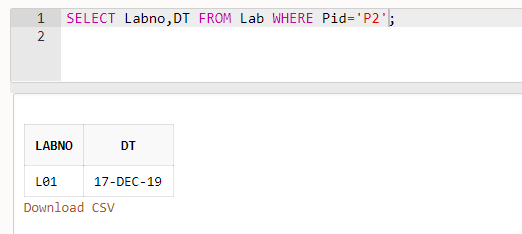 1 SELECT Labno,DT FROM Lab WHERE Pid='P2';
2
LABNO DT
L01 17-DEC-19
Download CSV